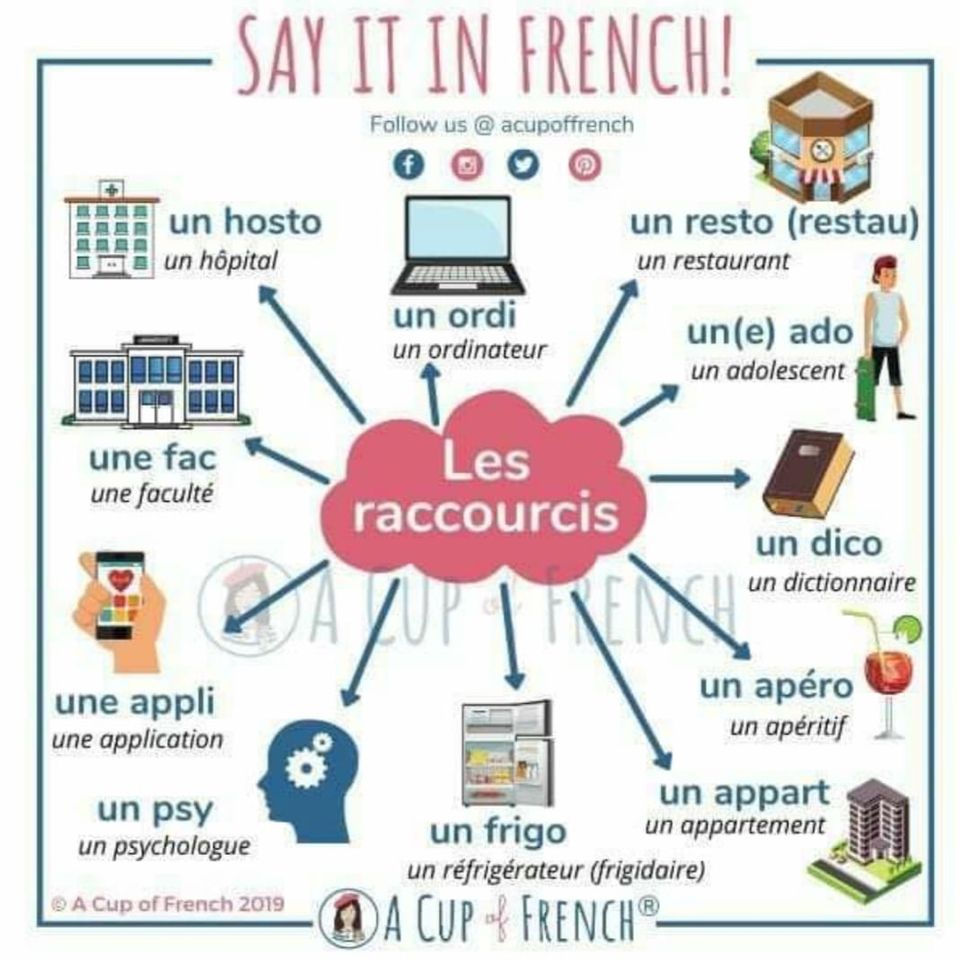 SAY IT IN FRENCH!
Follow us @ acupoffrench
un hosto
un hôpital
un ordi
un ordinateur
un resto (restau)
un restaurant
un(e) ado
un adolescent
une fac
une faculté
Les
raccourcis
un dico
un dictionnaire
A CUP of FRENCH
une appli
une application
un apéro
un apéritif
un psy
un psychologue
un frigo
un réfrigérateur (frigidaire)
un appart
un appartement
© A Cup of French 2019
A CUP of FRENCH®